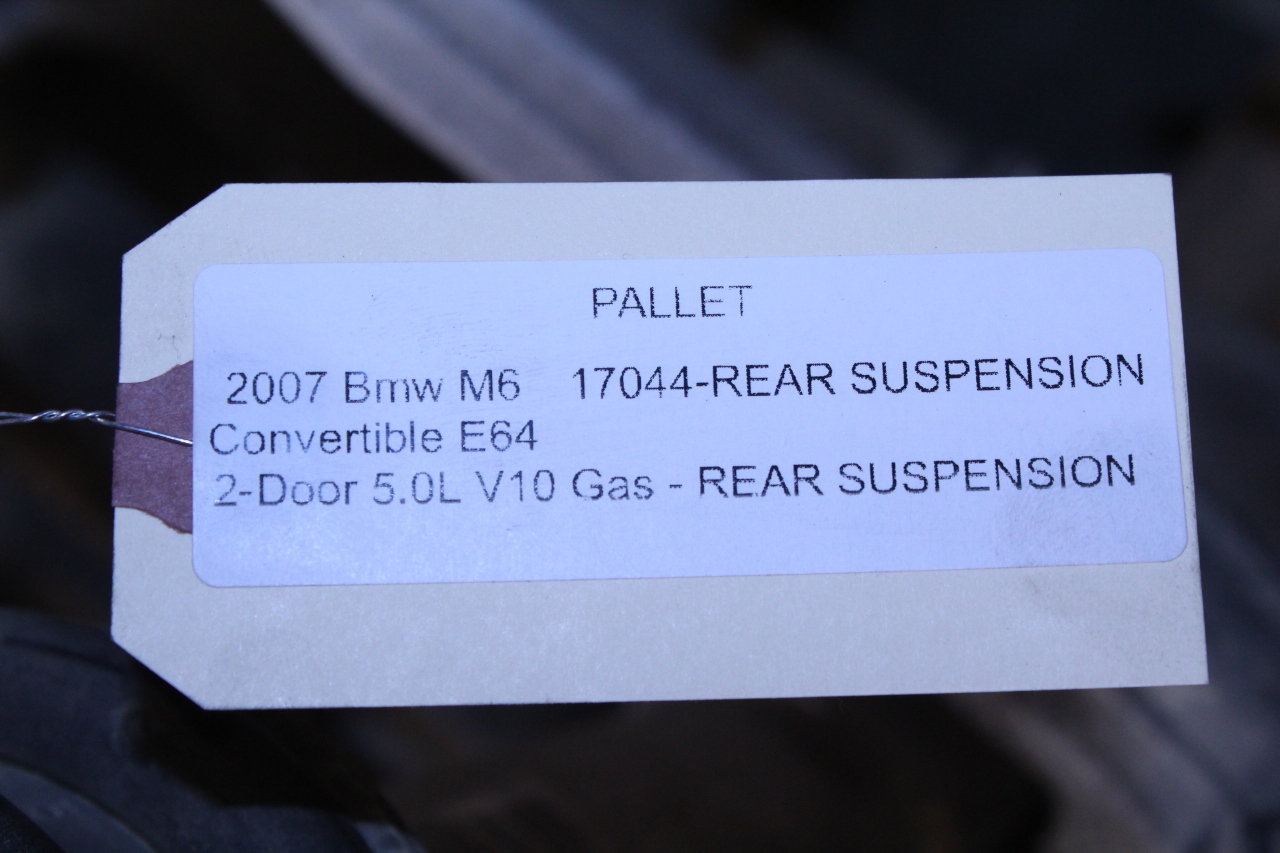 PALLET
2007 Bmw M6 17044-REAR SUSPENSION
Convertible E64
2-Door 5.0L V10 Gas - REAR SUSPENSION